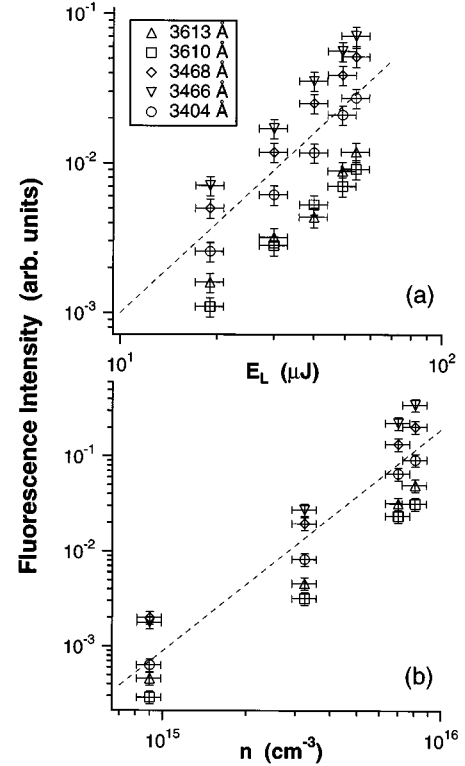 10⁻¹
△ 3613 Å
□ 3610 Å
◇ 3468 Å
▽ 3466 Å
○ 3404 Å
10⁻²
10⁻³
(a)
10¹
10²
E_L (μJ)
Fluorescence Intensity (arb. units)
10⁻¹
10⁻²
10⁻³
(b)
10¹⁵
10¹⁶
n (cm⁻³)